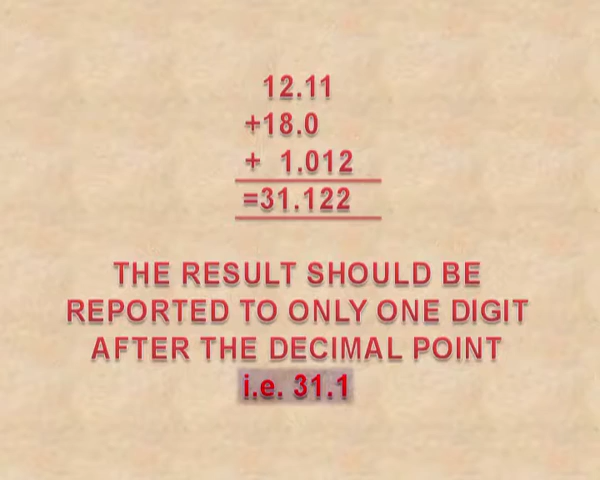 12.11
+18.0
+ 1.012
=31.122
THE RESULT SHOULD BE
REPORTED TO ONLY ONE DIGIT
AFTER THE DECIMAL POINT
i.e. 31.1